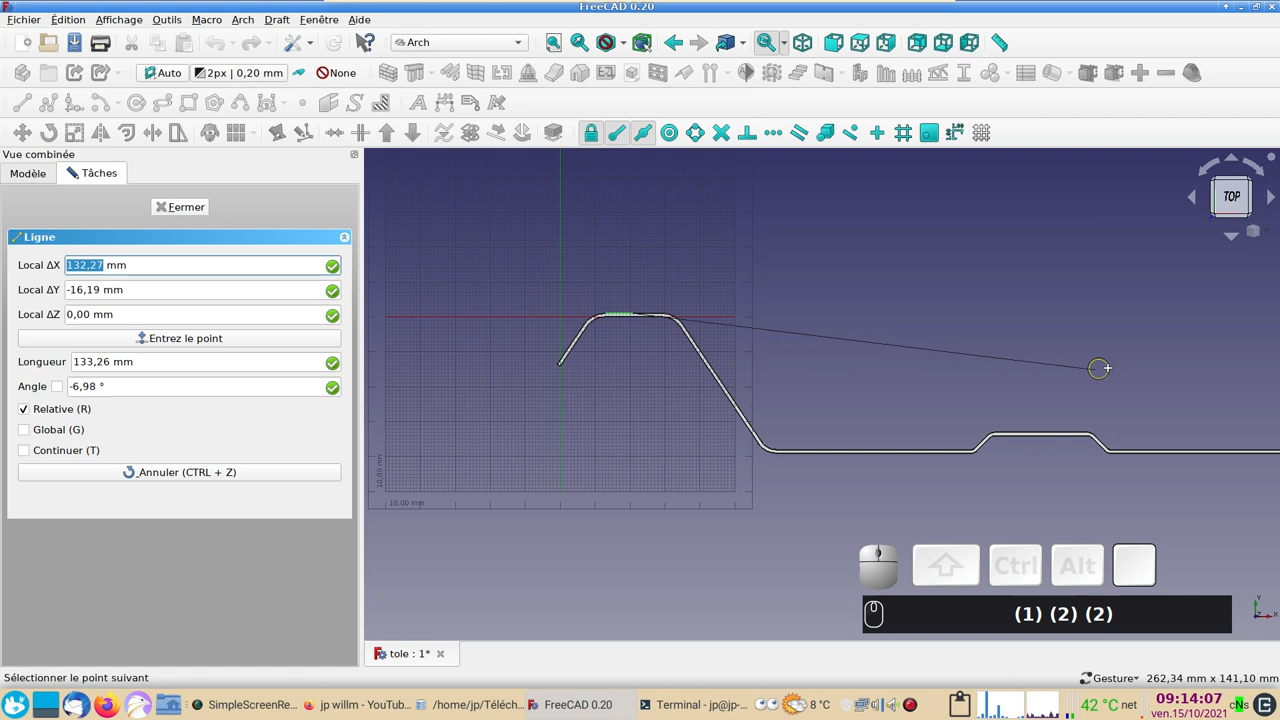 FreeCAD 0.20
Fichier Édition Affichage Outils Macro Arch Draft Fenêtre Aide
Arch
Auto 2px | 0,20 mm None
Vue combinée
Modèle Tâches
Fermer
Ligne
Local ΔX 132,27 mm
Local ΔY -16,19 mm
Local ΔZ 0,00 mm
Entrez le point
Longueur 133,26 mm
Angle -6,98 °
Relative (R)
Global (G)
Continuer (T)
Annuler (CTRL + Z)
TOP
10,00 mm
10,00 mm
Ctrl Alt
(1) (2) (2)
tole : 1*
Sélectionner le point suivant
Gesture 262,34 mm x 141,10 mm
SimpleScreenRe... jp willm - YouTub... /home/jp/Téléch... FreeCAD 0.20 Terminal - jp@jp-... 8 °C 42 °C net 09:14:07 cNs
ven.15/10/2021